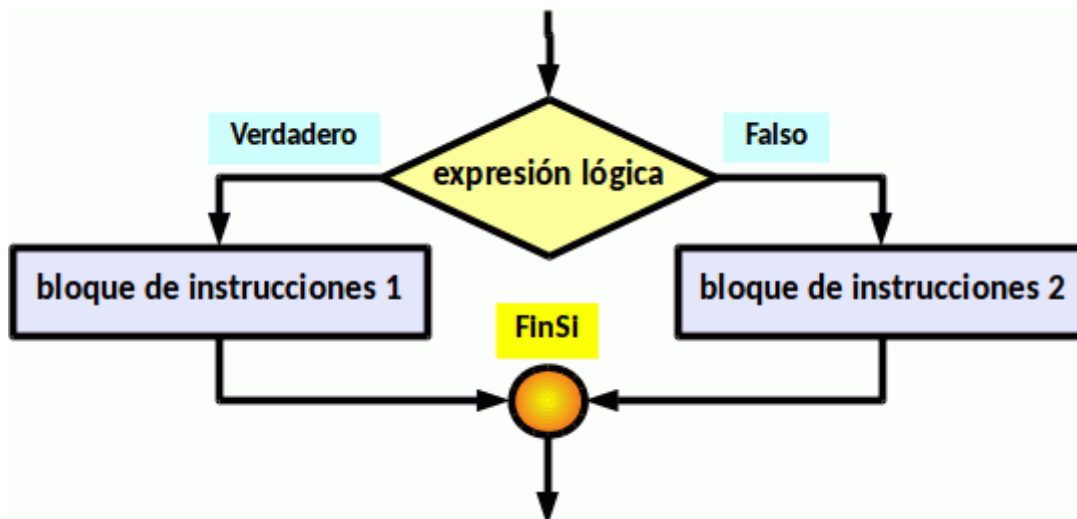 Verdadero
Falso
expresión lógica
bloque de instrucciones 1
bloque de instrucciones 2
FinSi